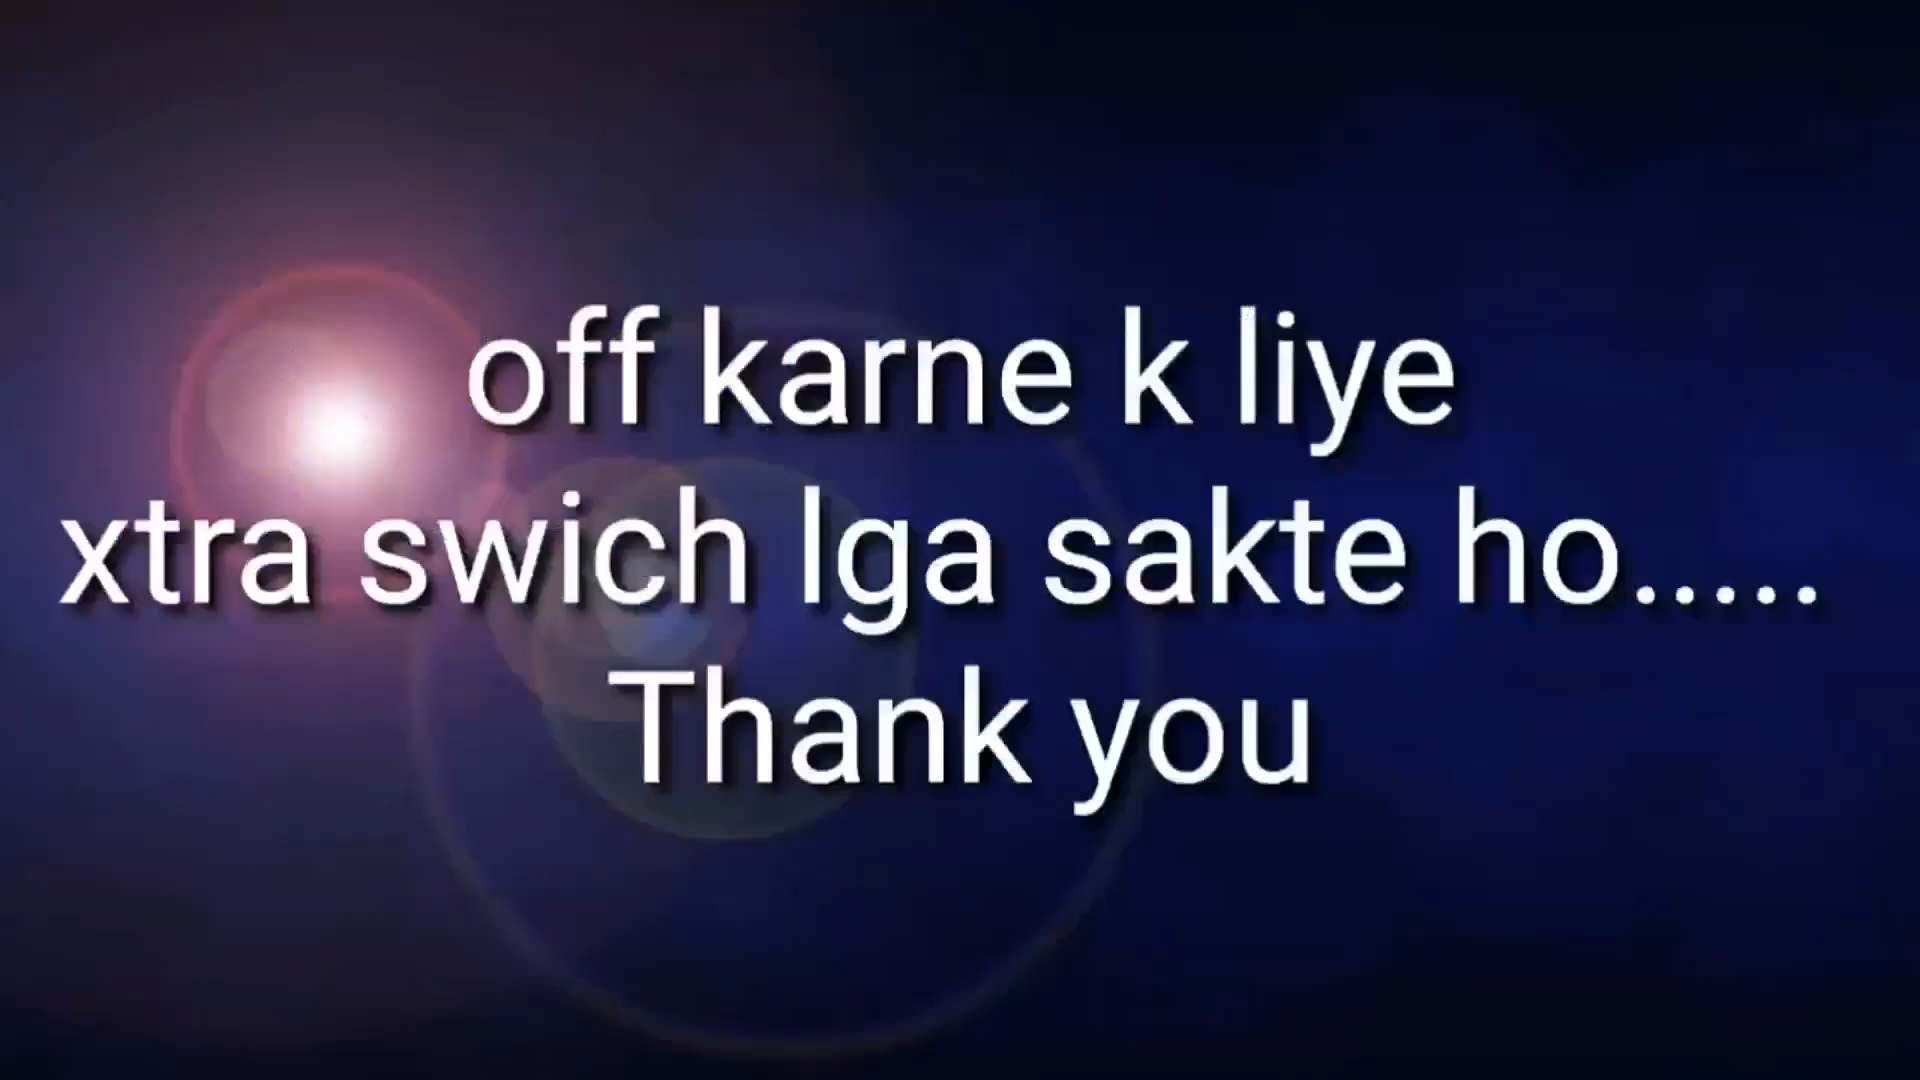 off karne k liye
xtra swich lga sakte ho.....
Thank you